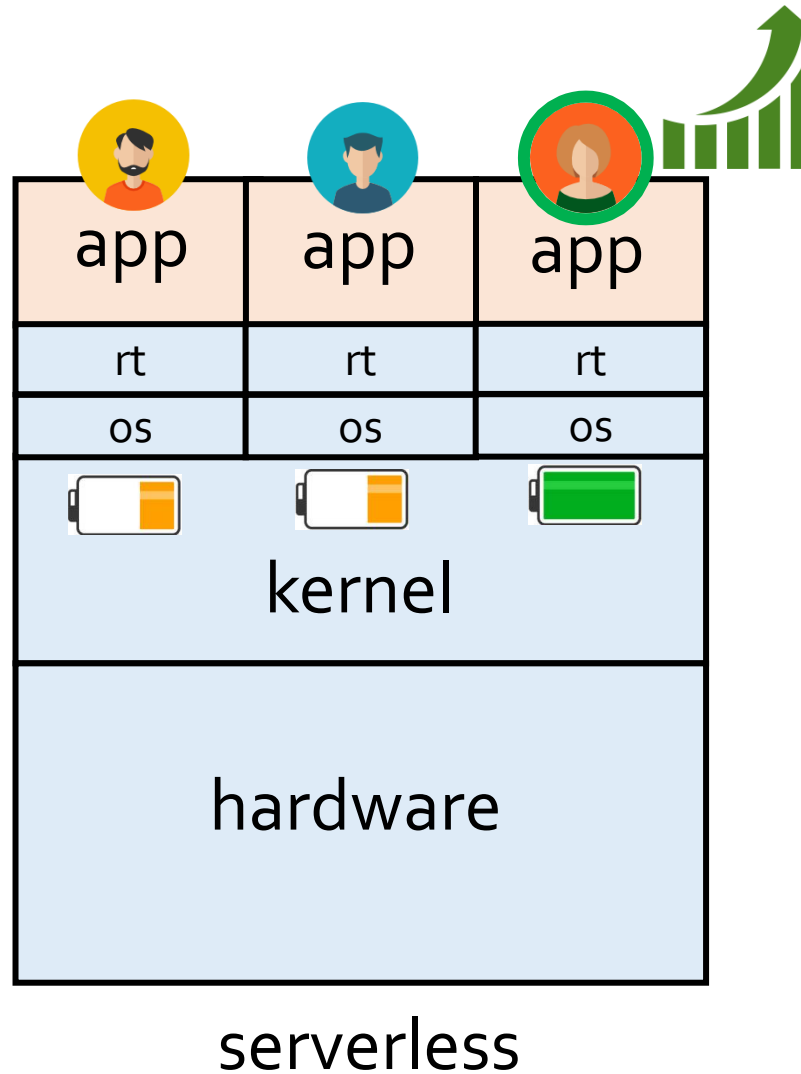 app app app
rt rt rt
os os os
kernel
hardware
serverless